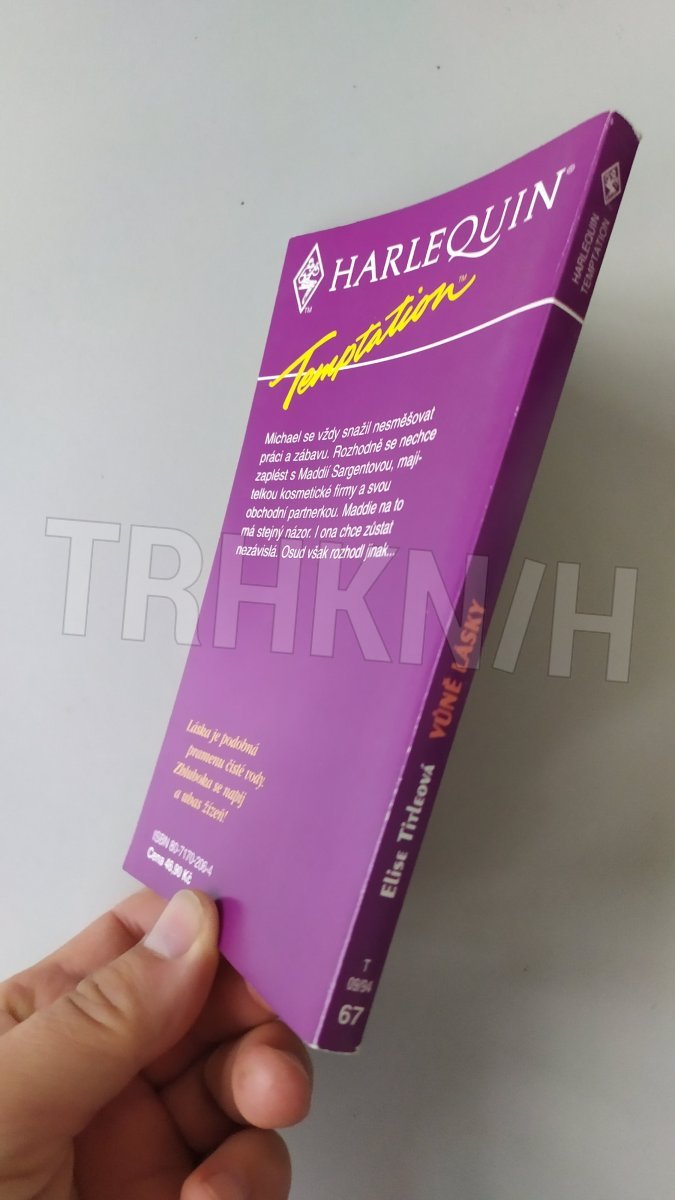 HARLEQUIN®
Temptation™
Michael se vždy snažil nesměšovat
práci a zábavu. Rozhodně se nechce
zaplést s Maddií Sargentovou, maji-
telkou kosmetické firmy a svou
obchodní partnerkou. Maddie na to
má stejný názor. I ona chce zůstat
nezávislá. Osud však rozhodl jinak...
Láska je podobná
pramenu čisté vody.
Zhluboka se napij
a uhas žízeň!
ISBN 80-7170-206-4
Cena 46,90 Kč
HARLEQUIN
TEMPTATION
Elise Titleová VŮNĚ LÁSKY
T
09/94
67
TRHKNIH